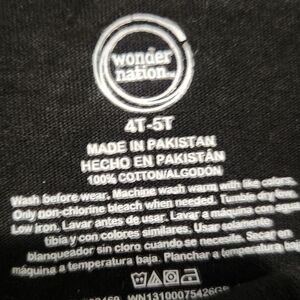 wonder
nation
4T-5T
MADE IN PAKISTAN
HECHO EN PAKISTÁN
100% COTTON/ALGODÓN
Wash before wear. Machine wash warm with like colors.
Only non-chlorine bleach when needed. Tumble dry low.
Low iron. Lavar antes de usar. Lavar a máquina con agua
tibia y con colores similares. Usar solamente
blanqueador sin cloro cuando se necesite. Secar en
máquina a temperatura baja. Planchar a temperatura baja
WN13100075426GP